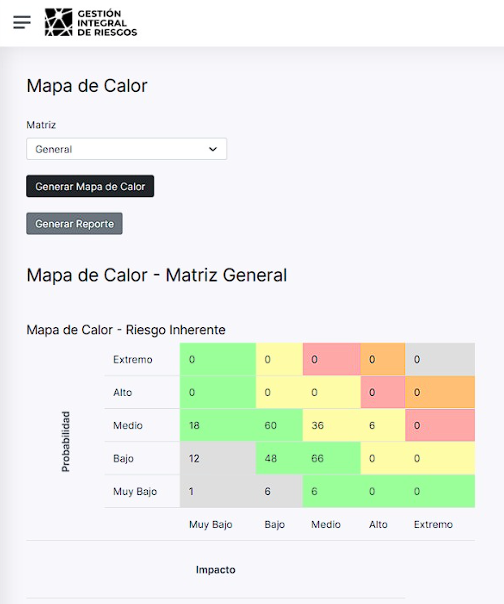 GESTIÓN
INTEGRAL
DE RIESGOS
Mapa de Calor
Matriz
General
Generar Mapa de Calor
Generar Reporte
Mapa de Calor - Matriz General
Mapa de Calor - Riesgo Inherente
Probabilidad
Extremo 0 0 0 0 0
Alto 0 0 0 0 0
Medio 18 60 36 6 0
Bajo 12 48 66 0 0
Muy Bajo 1 6 6 0 0
Muy Bajo Bajo Medio Alto Extremo
Impacto